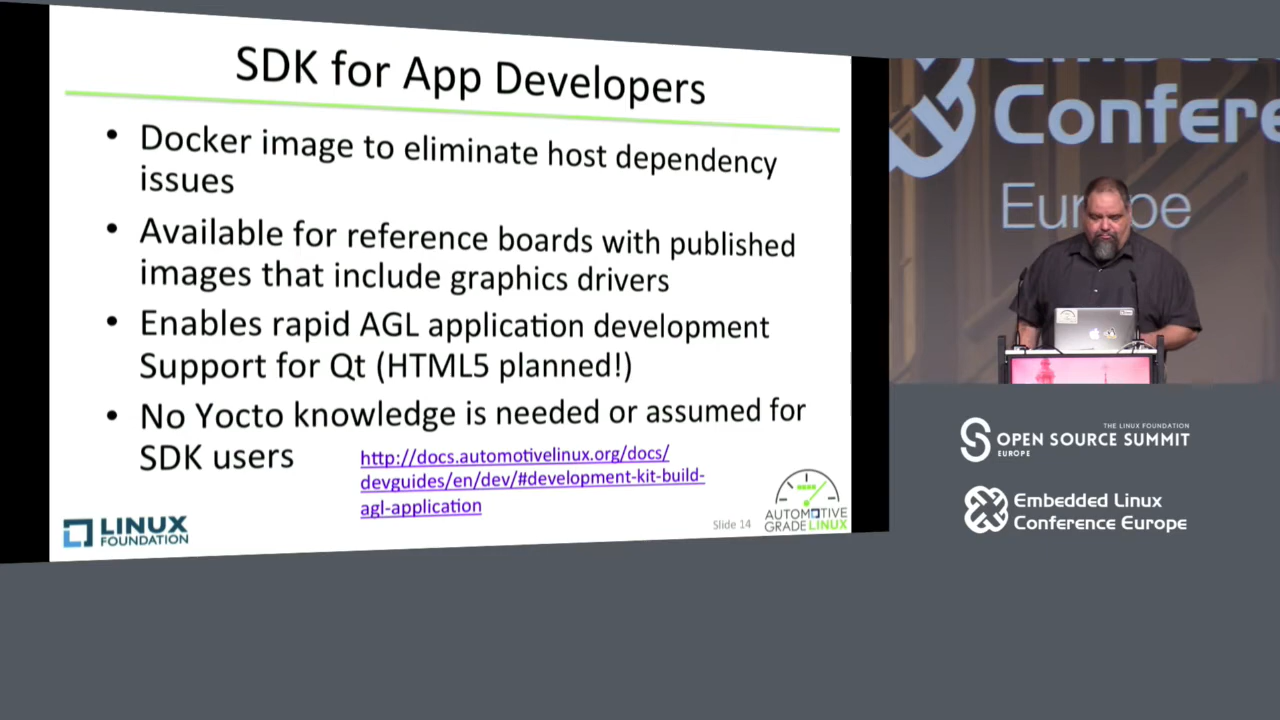 SDK for App Developers
• Docker image to eliminate host dependency
issues
• Available for reference boards with published
images that include graphics drivers
• Enables rapid AGL application development
Support for Qt (HTML5 planned!)
• No Yocto knowledge is needed or assumed for
SDK users
http://docs.automotivelinux.org/docs/
devguides/en/dev/#development-kit-build-
agl-application
LINUX
FOUNDATION
Slide 14
AUTOMOTIVE
GRADE LINUX
Confere
Europe
THE LINUX FOUNDATION
OPEN SOURCE SUMMIT
EUROPE
Embedded Linux
Conference Europe